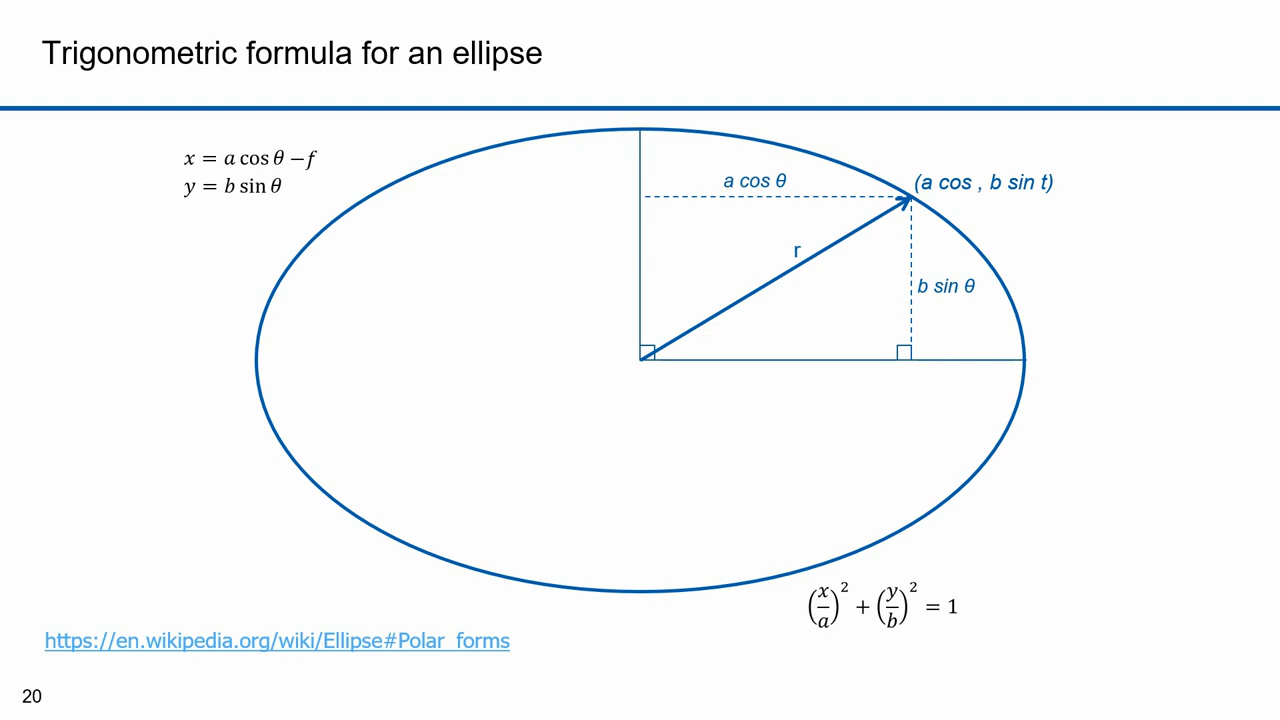 Trigonometric formula for an ellipse
x = a cos θ −f
y = b sin θ
a cos θ
(a cos , b sin t)
r
b sin θ
(x/a)² + (y/b)² = 1
https://en.wikipedia.org/wiki/Ellipse#Polar_forms
20